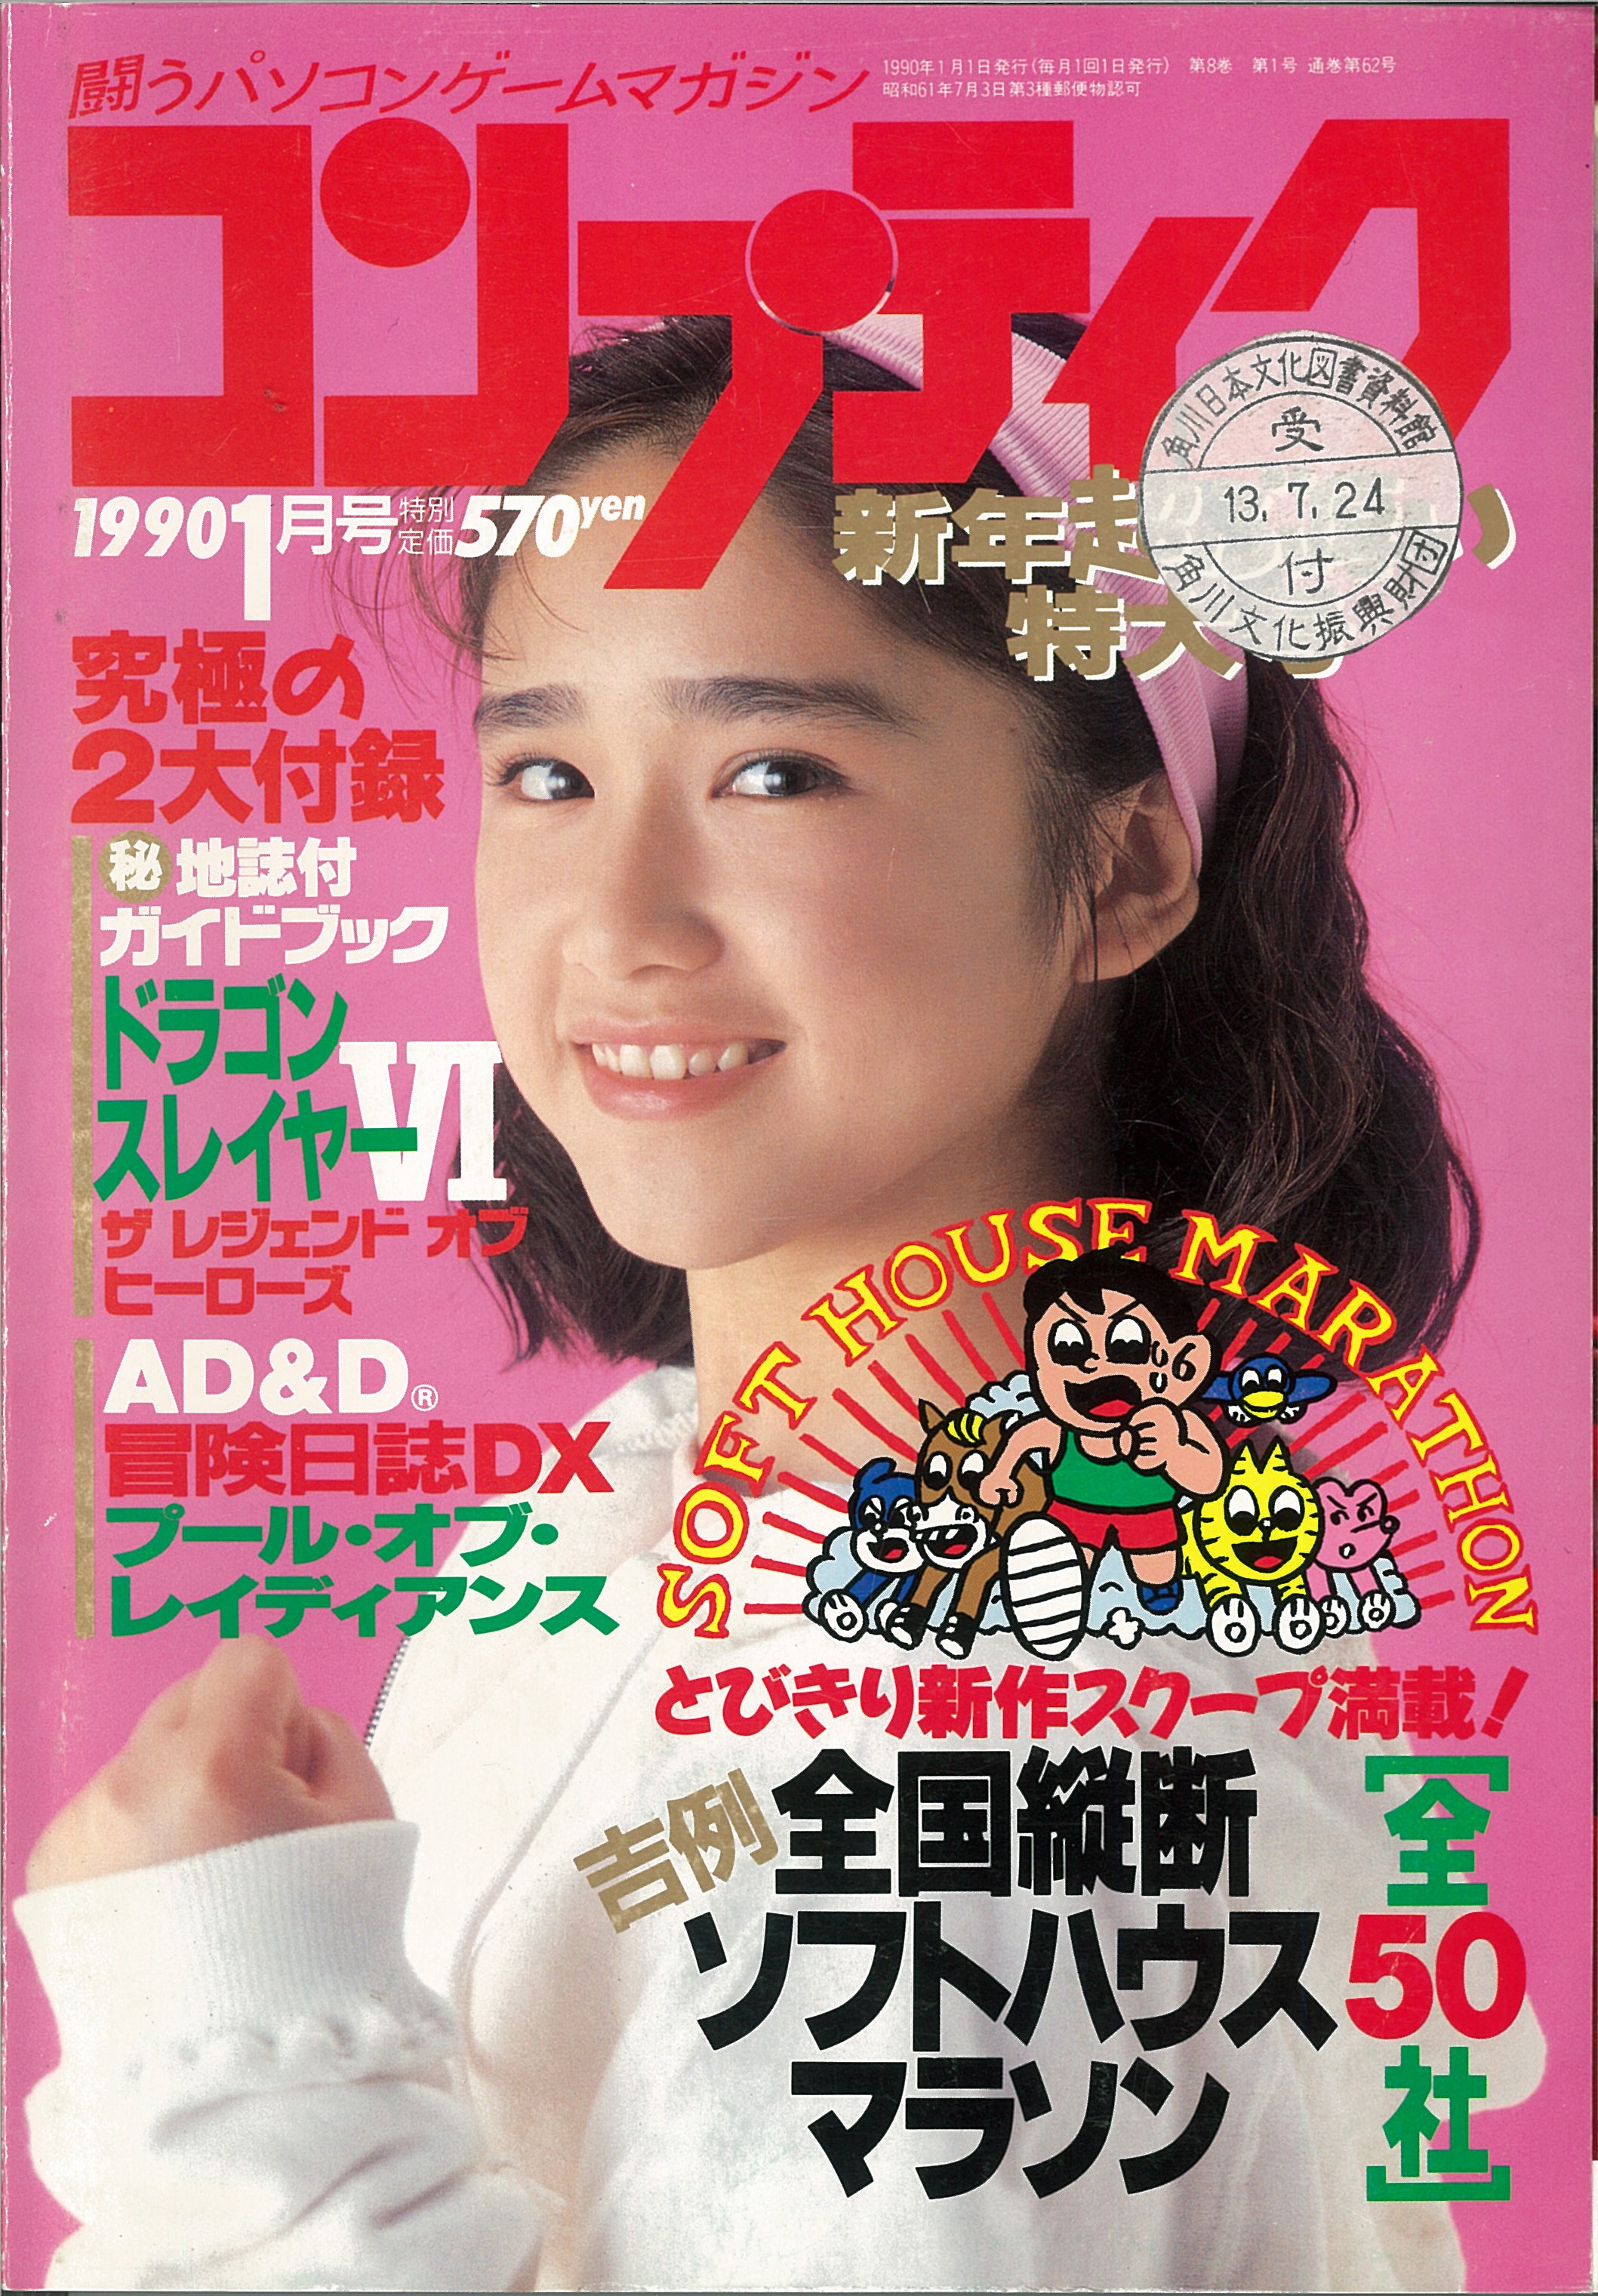 闘うパソコンゲームマガジン
1990年1月1日発行(毎月1回1日発行) 第8巻 第1号 通巻第62号
昭和61年7月3日第3種郵便物認可
コンプティク
1990 1月号 特別定価 570yen
新年
特大
角川日本文化図書資料館
受
13.7.24
付
角川文化振興財団
究極の
2大付録
㊙地誌付
ガイドブック
ドラゴン
スレイヤーVI
ザ レジェンド オブ
ヒーローズ
AD&D®
冒険日誌DX
プール・オブ・
レイディアンス
SOFT HOUSE MARATHON
とびきり新作スクープ満載!
吉例 全国縦断
ソフトハウス
マラソン
[全50社]